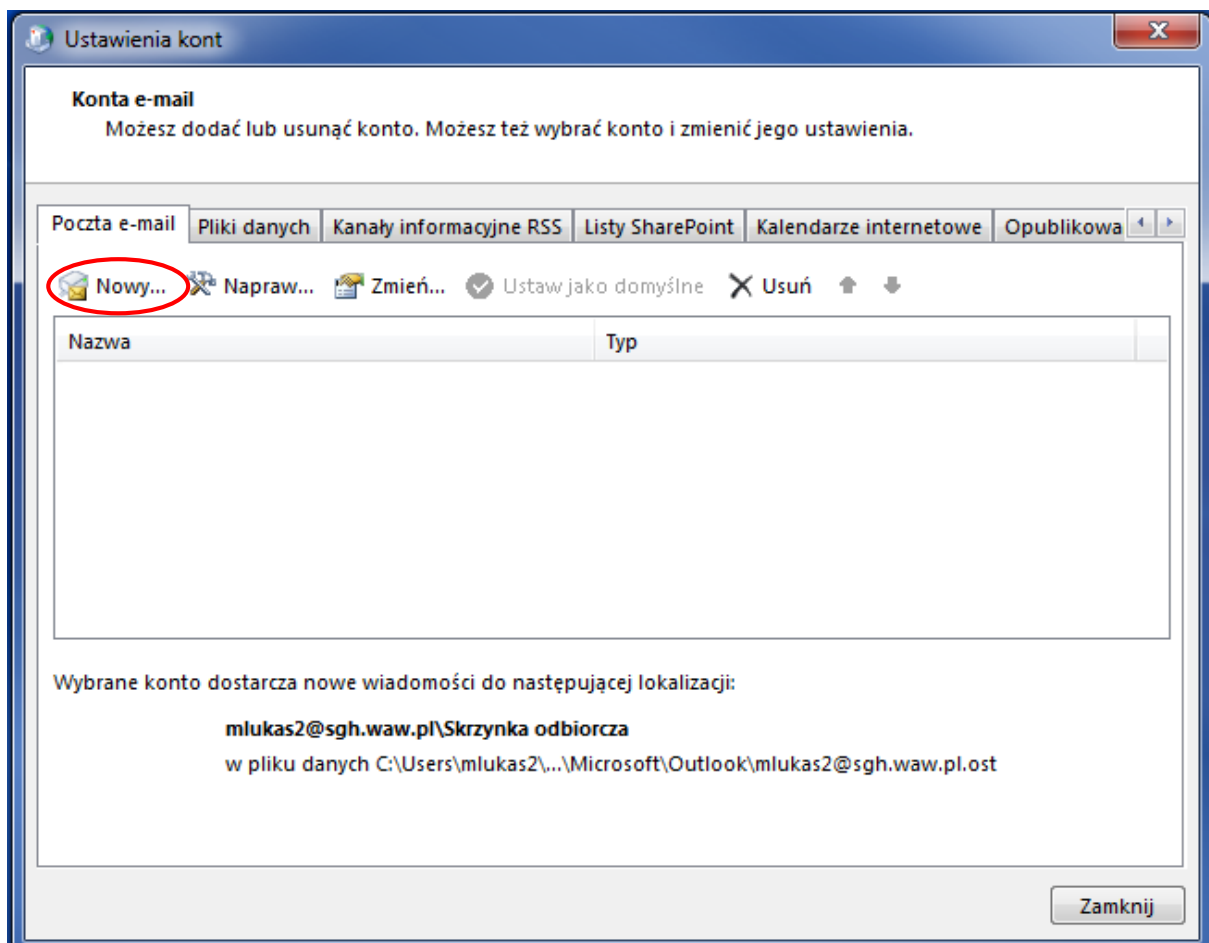 Ustawienia kont
Konta e-mail
Możesz dodać lub usunąć konto. Możesz też wybrać konto i zmienić jego ustawienia.
Poczta e-mail Pliki danych Kanały informacyjne RSS Listy SharePoint Kalendarze internetowe Opublikowa
Nowy... Napraw... Zmień... Ustaw jako domyślne Usuń
Nazwa Typ
Wybrane konto dostarcza nowe wiadomości do następującej lokalizacji:
mlukas2@sgh.waw.pl\Skrzynka odbiorcza
w pliku danych C:\Users\mlukas2\...\Microsoft\Outlook\mlukas2@sgh.waw.pl.ost
Zamknij